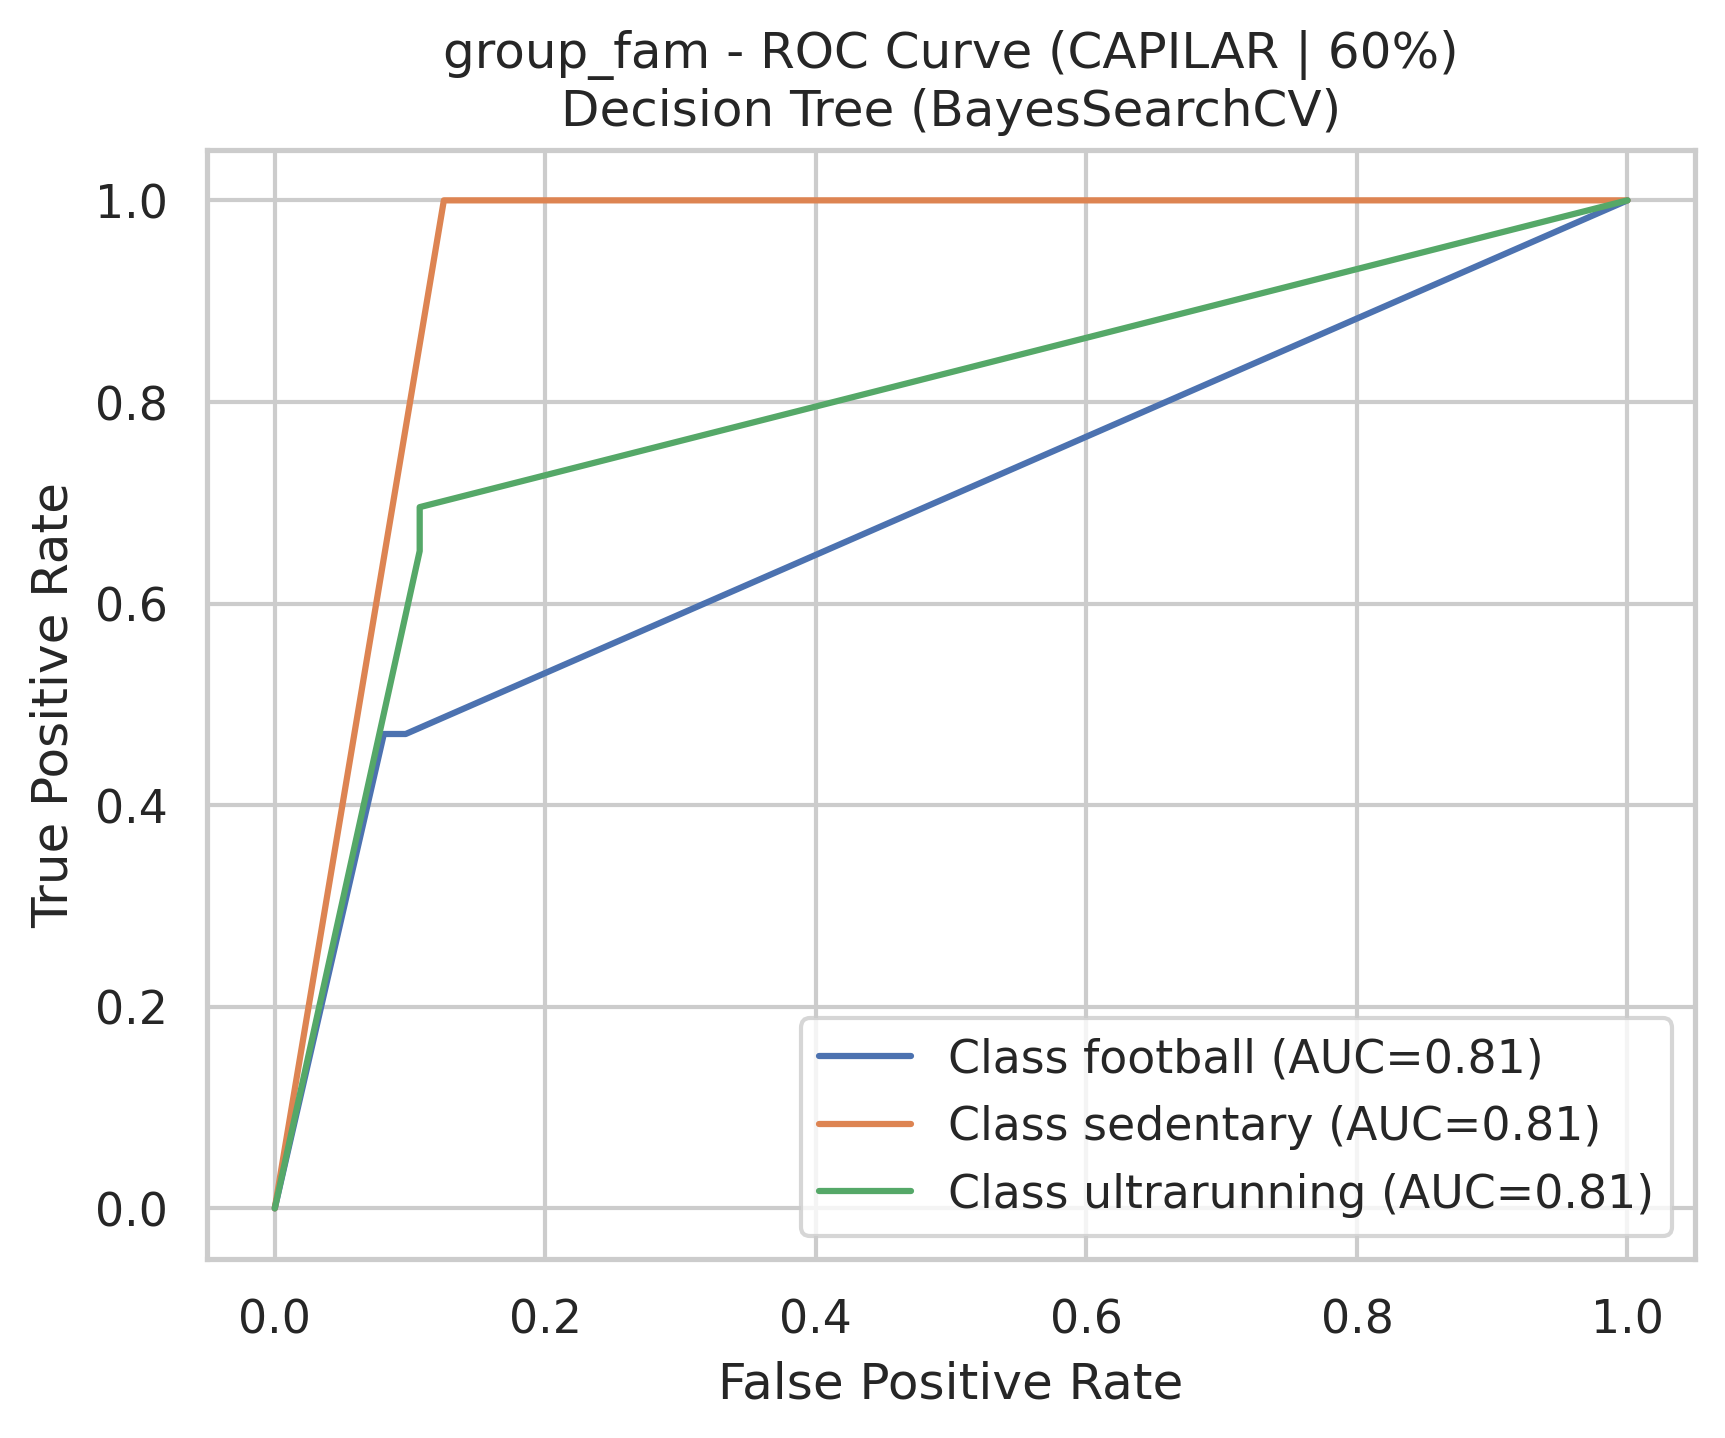 group_fam - ROC Curve (CAPILAR | 60%)
Decision Tree (BayesSearchCV)
True Positive Rate
1.0
0.8
0.6
0.4
0.2
0.0
Class football (AUC=0.81)
Class sedentary (AUC=0.81)
Class ultrarunning (AUC=0.81)
0.0 0.2 0.4 0.6 0.8 1.0
False Positive Rate